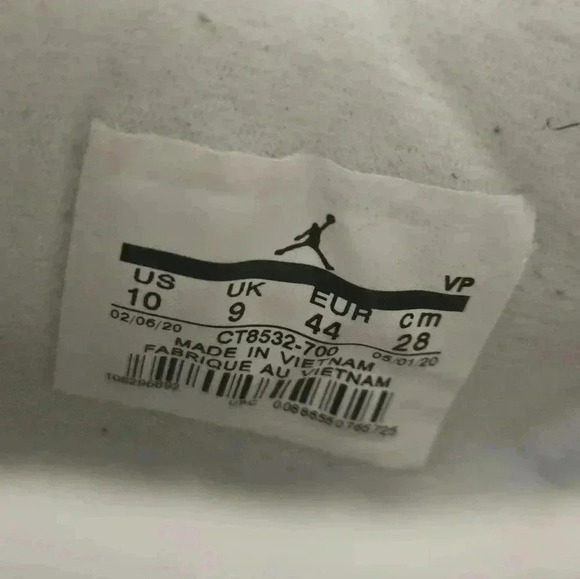 VP
US UK EUR cm
10 9 44 28
02/06/20 CT8532-700 05/01/20
MADE IN VIETNAM
FABRIQUE AU VIETNAM
UPC